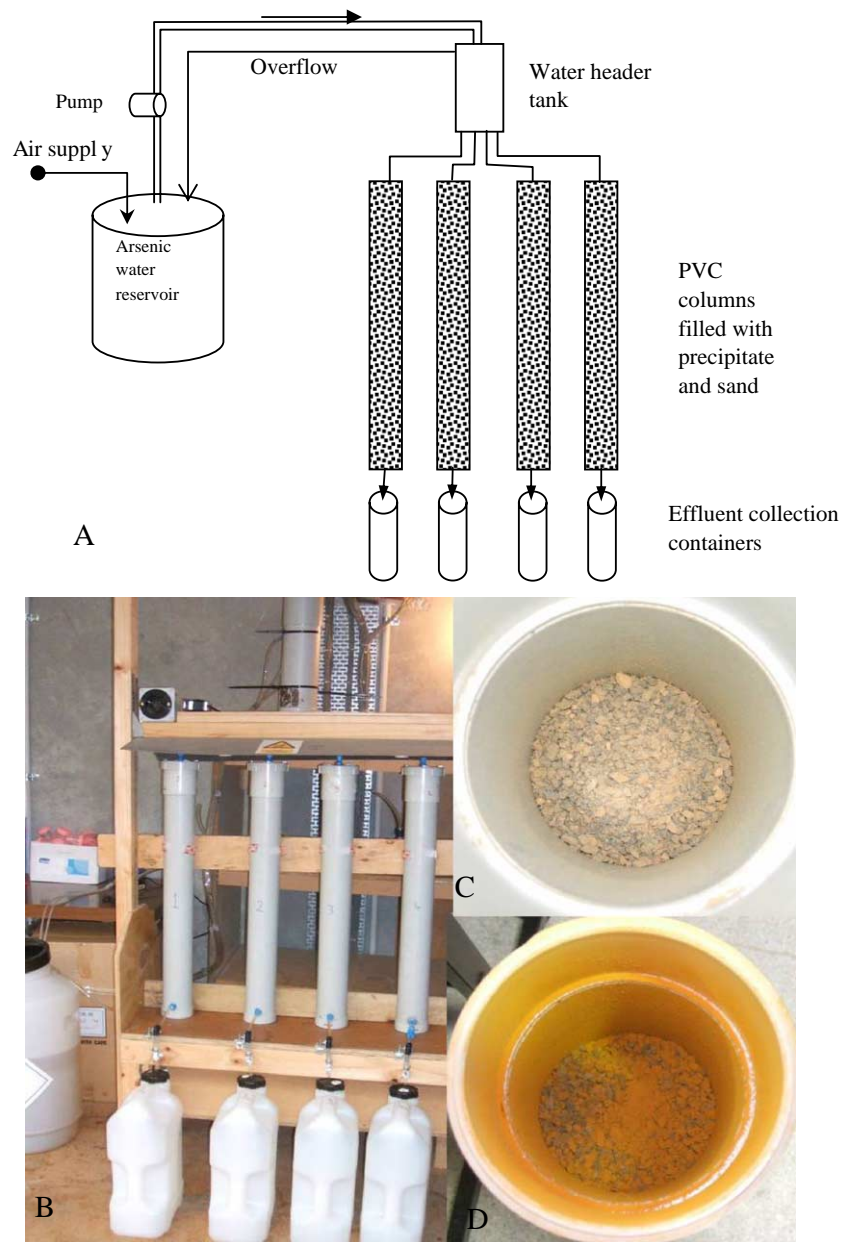 Overflow
Water header
tank
Pump
Air suppl y
Arsenic
water
reservoir
PVC
columns
filled with
precipitate
and sand
Effluent collection
containers
A
B
C
D
1
2
3
4